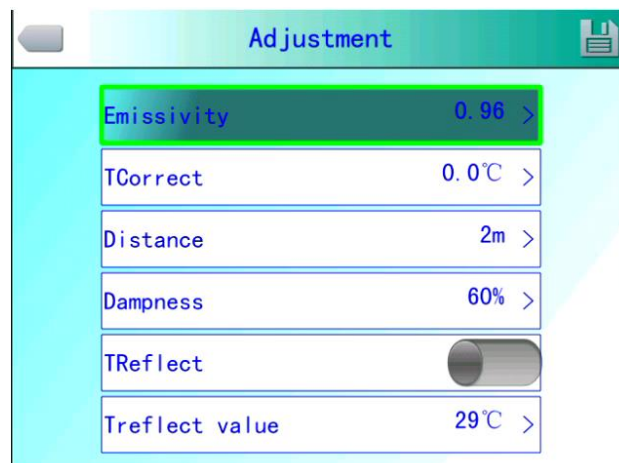 Adjustment
Emissivity 0.96 >
TCorrect 0.0℃ >
Distance 2m >
Dampness 60% >
TReflect
Treflect value 29℃ >